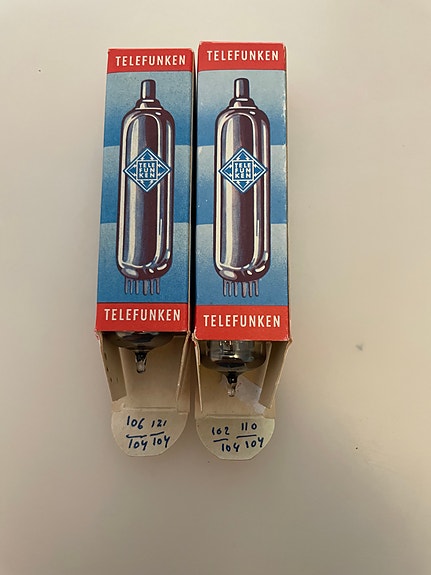 TELEFUNKEN
TELE
FUN
KEN
TELEFUNKEN
106 121
104 104
TELEFUNKEN
TELE
FUN
KEN
TELEFUNKEN
102 110
104 104